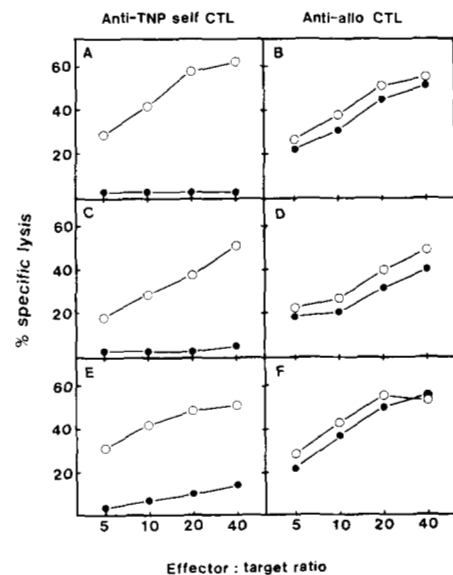 Anti-TNP self CTL Anti-allo CTL
A B
60
40
20
C D
60
40
20
E F
60
40
20
5 10 20 40 5 10 20 40
% specific lysis
Effector : target ratio